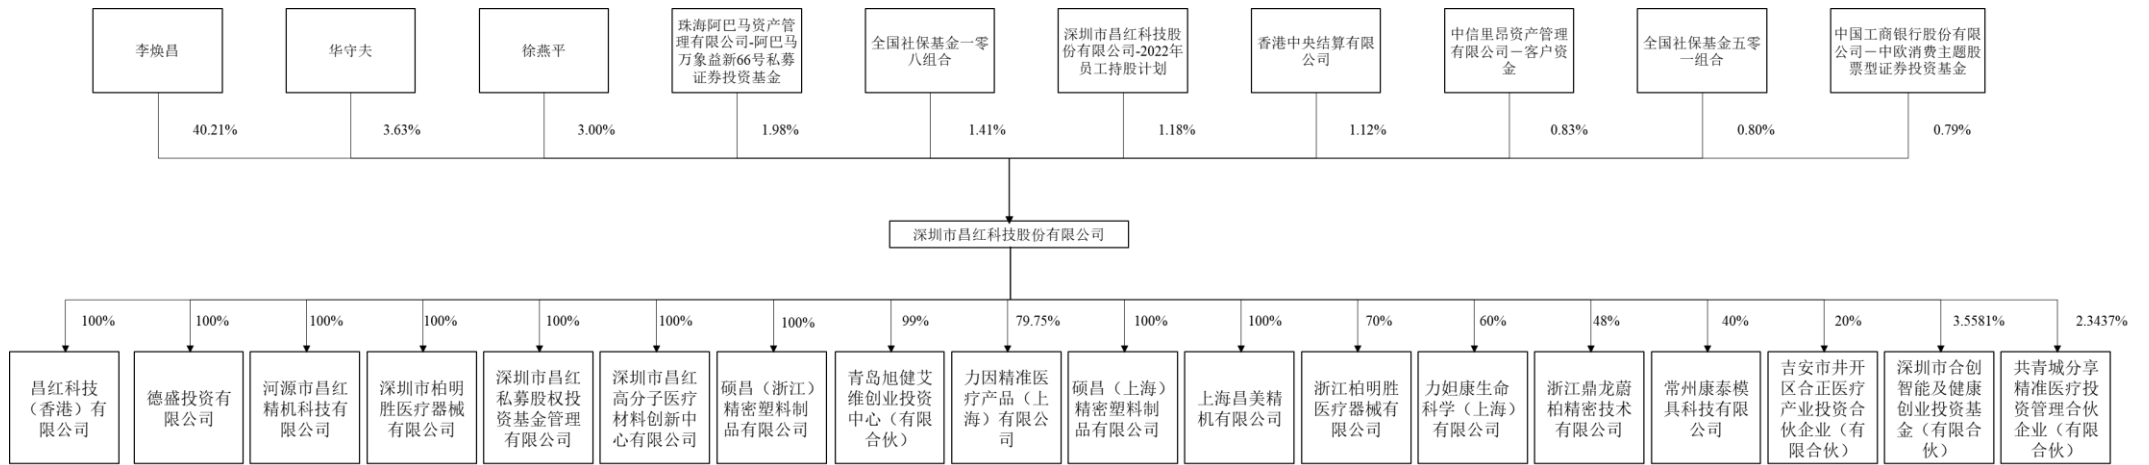 李焕昌
华守夫
徐燕平
珠海阿巴马资产管
理有限公司-阿巴马
万象益新66号私募
证券投资基金
全国社保基金一零
八组合
深圳市昌红科技股
份有限公司-2022年
员工持股计划
香港中央结算有限
公司
中信里昂资产管理
有限公司－客户资
金
全国社保基金五零
一组合
中国工商银行股份有限
公司－中欧消费主题股
票型证券投资基金
40.21%
3.63%
3.00%
1.98%
1.41%
1.18%
1.12%
0.83%
0.80%
0.79%
深圳市昌红科技股份有限公司
100%
100%
100%
100%
100%
100%
100%
99%
79.75%
100%
100%
70%
60%
48%
40%
20%
3.5581%
2.3437%
昌红科技
（香港）有
限公司
德盛投资有
限公司
河源市昌红
精机科技有
限公司
深圳市柏明
胜医疗器械
有限公司
深圳市昌红
私募股权投
资基金管理
有限公司
深圳市昌红
高分子医疗
材料创新中
心有限公司
硕昌（浙江）
精密塑料制
品有限公司
青岛旭健艾
维创业投资
中心（有限
合伙）
力因精准医
疗产品（上
海）有限公
司
硕昌（上海）
精密塑料制
品有限公司
上海昌美精
机有限公司
浙江柏明胜
医疗器械有
限公司
力妲康生命
科学（上海）
有限公司
浙江鼎龙蔚
柏精密技术
有限公司
常州康泰模
具科技有限
公司
吉安市井开
区合正医疗
产业投资合
伙企业（有
限合伙）
深圳市合创
智能及健康
创业投资基
金（有限合
伙）
共青城分享
精准医疗投
资管理合伙
企业（有限
合伙）